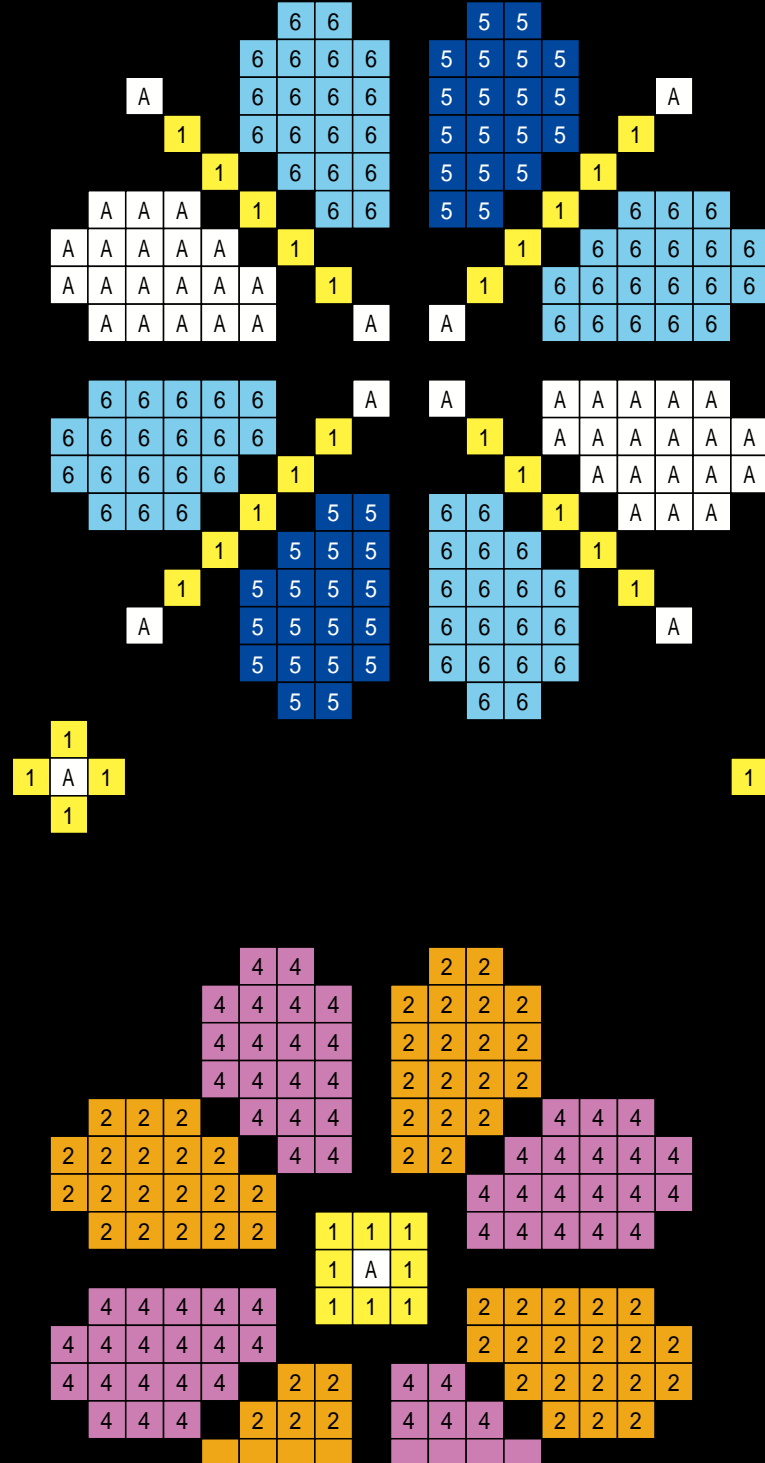 6 6 5 5
6 6 6 6 5 5 5 5
A 6 6 6 6 5 5 5 5 A
1 6 6 6 6 5 5 5 5 1
1 6 6 6 5 5 5 1
A A A 1 6 6 5 5 1 6 6 6
A A A A A 1 1 6 6 6 6 6
A A A A A A 1 1 6 6 6 6 6 6
A A A A A A A 6 6 6 6 6
6 6 6 6 6 A A A A A A A
6 6 6 6 6 6 1 1 A A A A A A
6 6 6 6 6 1 1 A A A A A
6 6 6 1 5 5 6 6 1 A A A
1 5 5 5 6 6 6 1
1 5 5 5 5 6 6 6 6 1
A 5 5 5 5 6 6 6 6 A
5 5 5 5 6 6 6 6
5 5 6 6
1
1 A 1 1
1
4 4 2 2
4 4 4 4 2 2 2 2
4 4 4 4 2 2 2 2
4 4 4 4 2 2 2 2
2 2 2 4 4 4 2 2 2 4 4 4
2 2 2 2 2 4 4 2 2 4 4 4 4 4
2 2 2 2 2 2 4 4 4 4 4 4
2 2 2 2 2 1 1 1 4 4 4 4 4
1 A 1
4 4 4 4 4 1 1 1 2 2 2 2 2
4 4 4 4 4 4 2 2 2 2 2 2
4 4 4 4 4 2 2 4 4 2 2 2 2 2
4 4 4 2 2 2 4 4 4 2 2 2